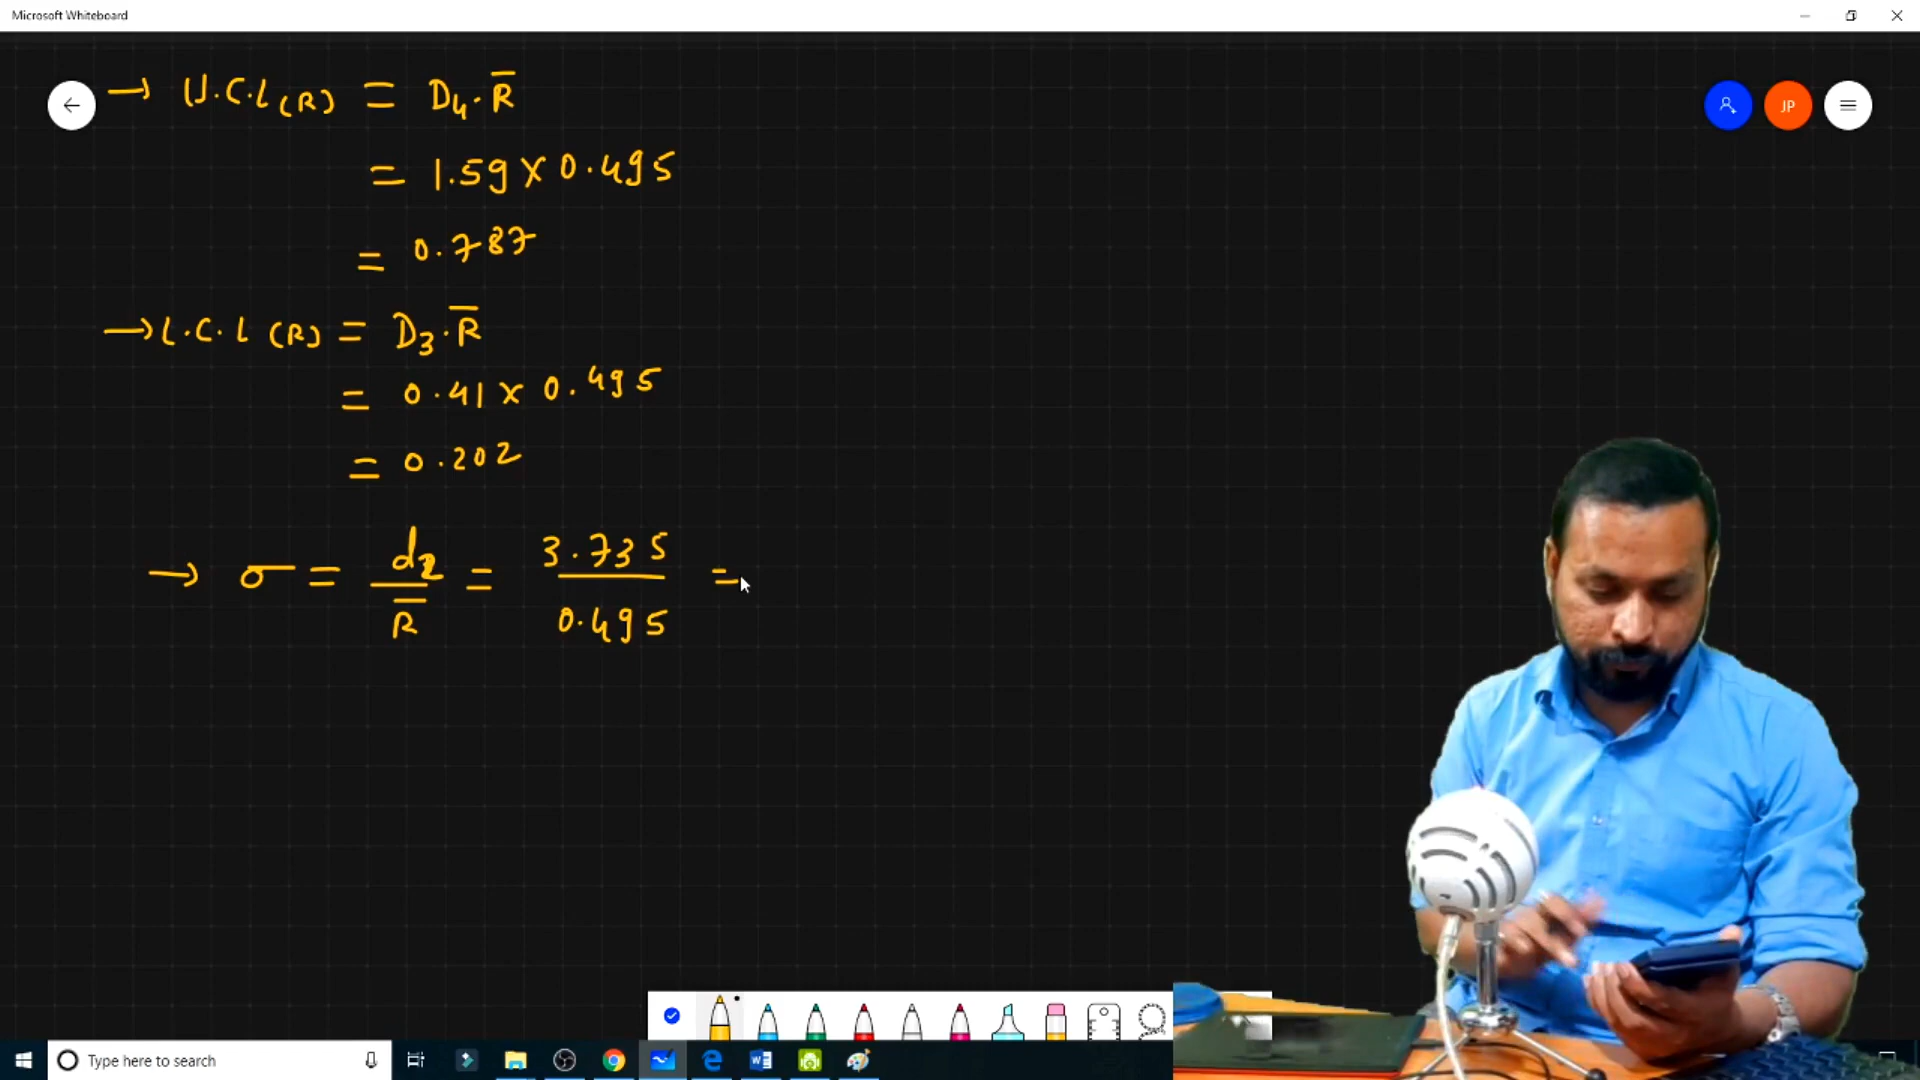 Microsoft Whiteboard
→ U.C.L(R) = D₄.R̄
= 1.59 X 0.495
= 0.787
JP
→ L.C.L (R) = D₃.R̄
= 0.41 x 0.495
= 0.202
→ σ = d₂/R̄ = 3.735/0.495 =
Type here to search